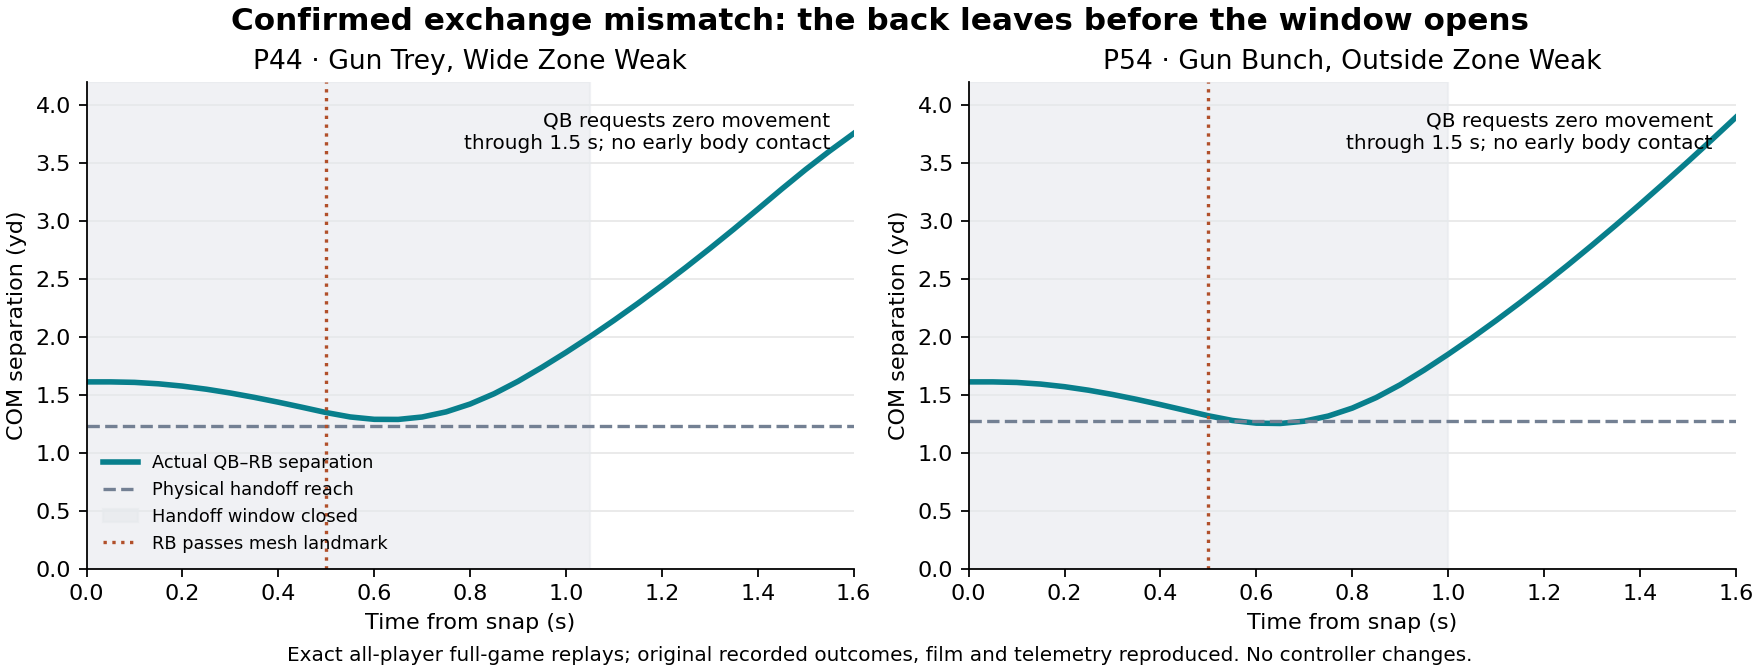 Confirmed exchange mismatch: the back leaves before the window opens
P44 · Gun Trey, Wide Zone Weak
COM separation (yd)
4.0
3.5
3.0
2.5
2.0
1.5
1.0
0.5
0.0
QB requests zero movement
through 1.5 s; no early body contact
Actual QB–RB separation
Physical handoff reach
Handoff window closed
RB passes mesh landmark
0.0 0.2 0.4 0.6 0.8 1.0 1.2 1.4 1.6
Time from snap (s)
P54 · Gun Bunch, Outside Zone Weak
COM separation (yd)
4.0
3.5
3.0
2.5
2.0
1.5
1.0
0.5
0.0
QB requests zero movement
through 1.5 s; no early body contact
0.0 0.2 0.4 0.6 0.8 1.0 1.2 1.4 1.6
Time from snap (s)
Exact all-player full-game replays; original recorded outcomes, film and telemetry reproduced. No controller changes.